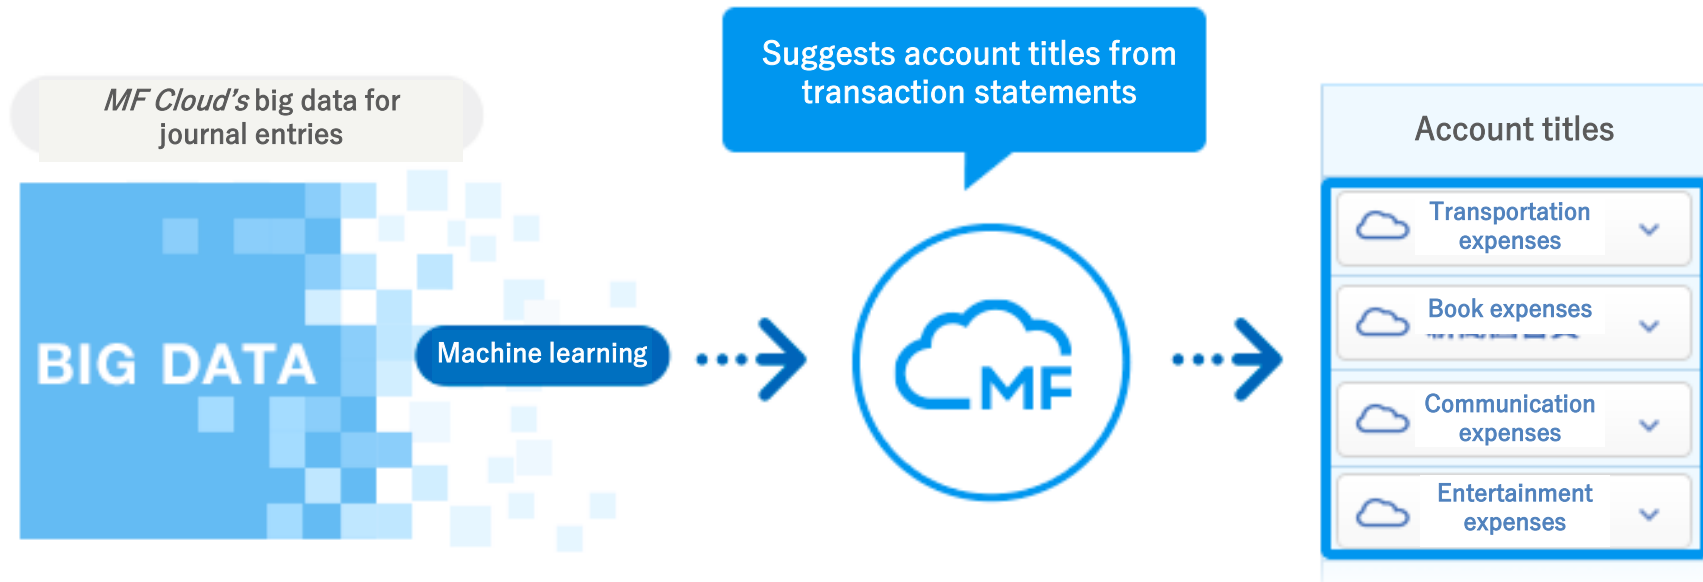 Suggests account titles from
transaction statements
MF Cloud's big data for
journal entries
BIG DATA
Machine learning
MF
Account titles
Transportation
expenses
Book expenses
Communication
expenses
Entertainment
expenses